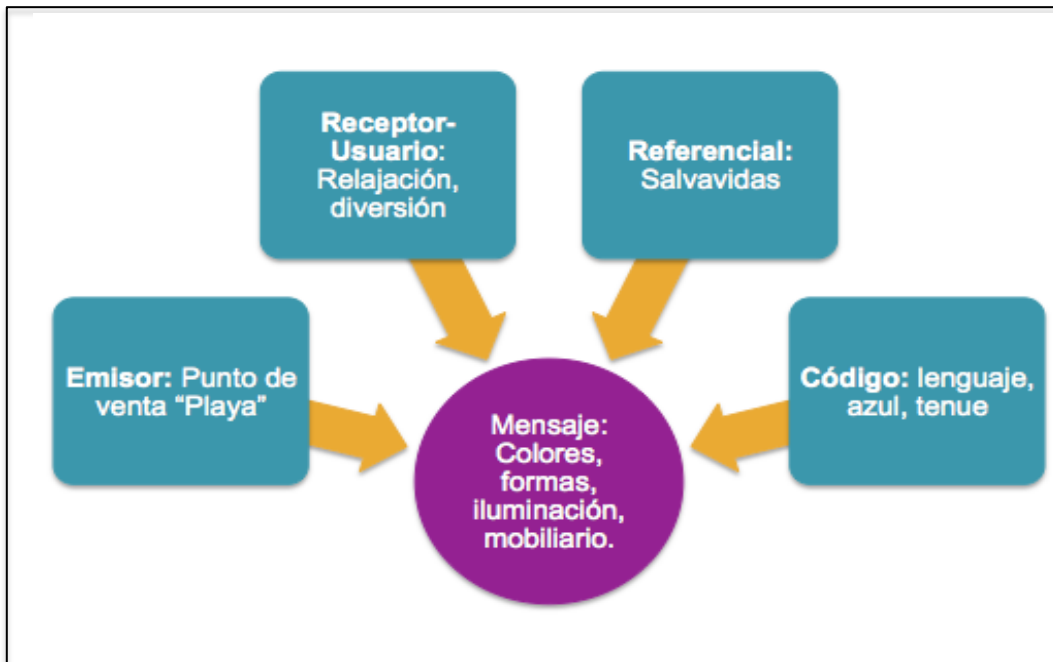 Receptor-
Usuario:
Relajación,
diversión
Referencial:
Salvavidas
Emisor: Punto de
venta “Playa”
Código: lenguaje,
azul, tenue
Mensaje:
Colores,
formas,
iluminación,
mobiliario.